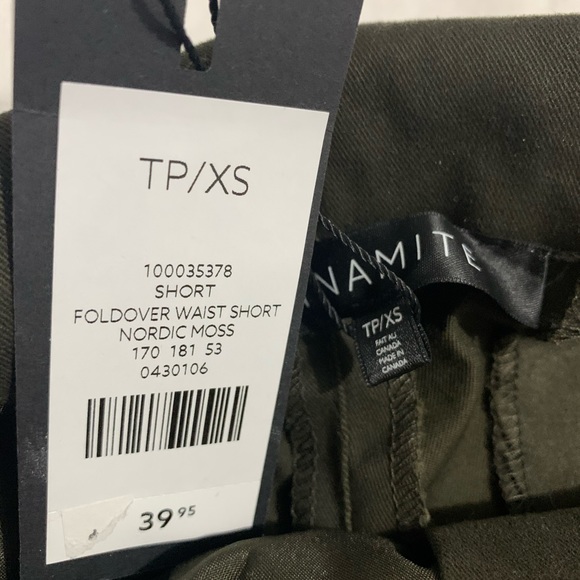 TP/XS
100035378
SHORT
FOLDOVER WAIST SHORT
NORDIC MOSS
170 181 53
0430106
39 95
NAMITE
TP/XS
FAIT AU
CANADA
MADE IN
CANADA